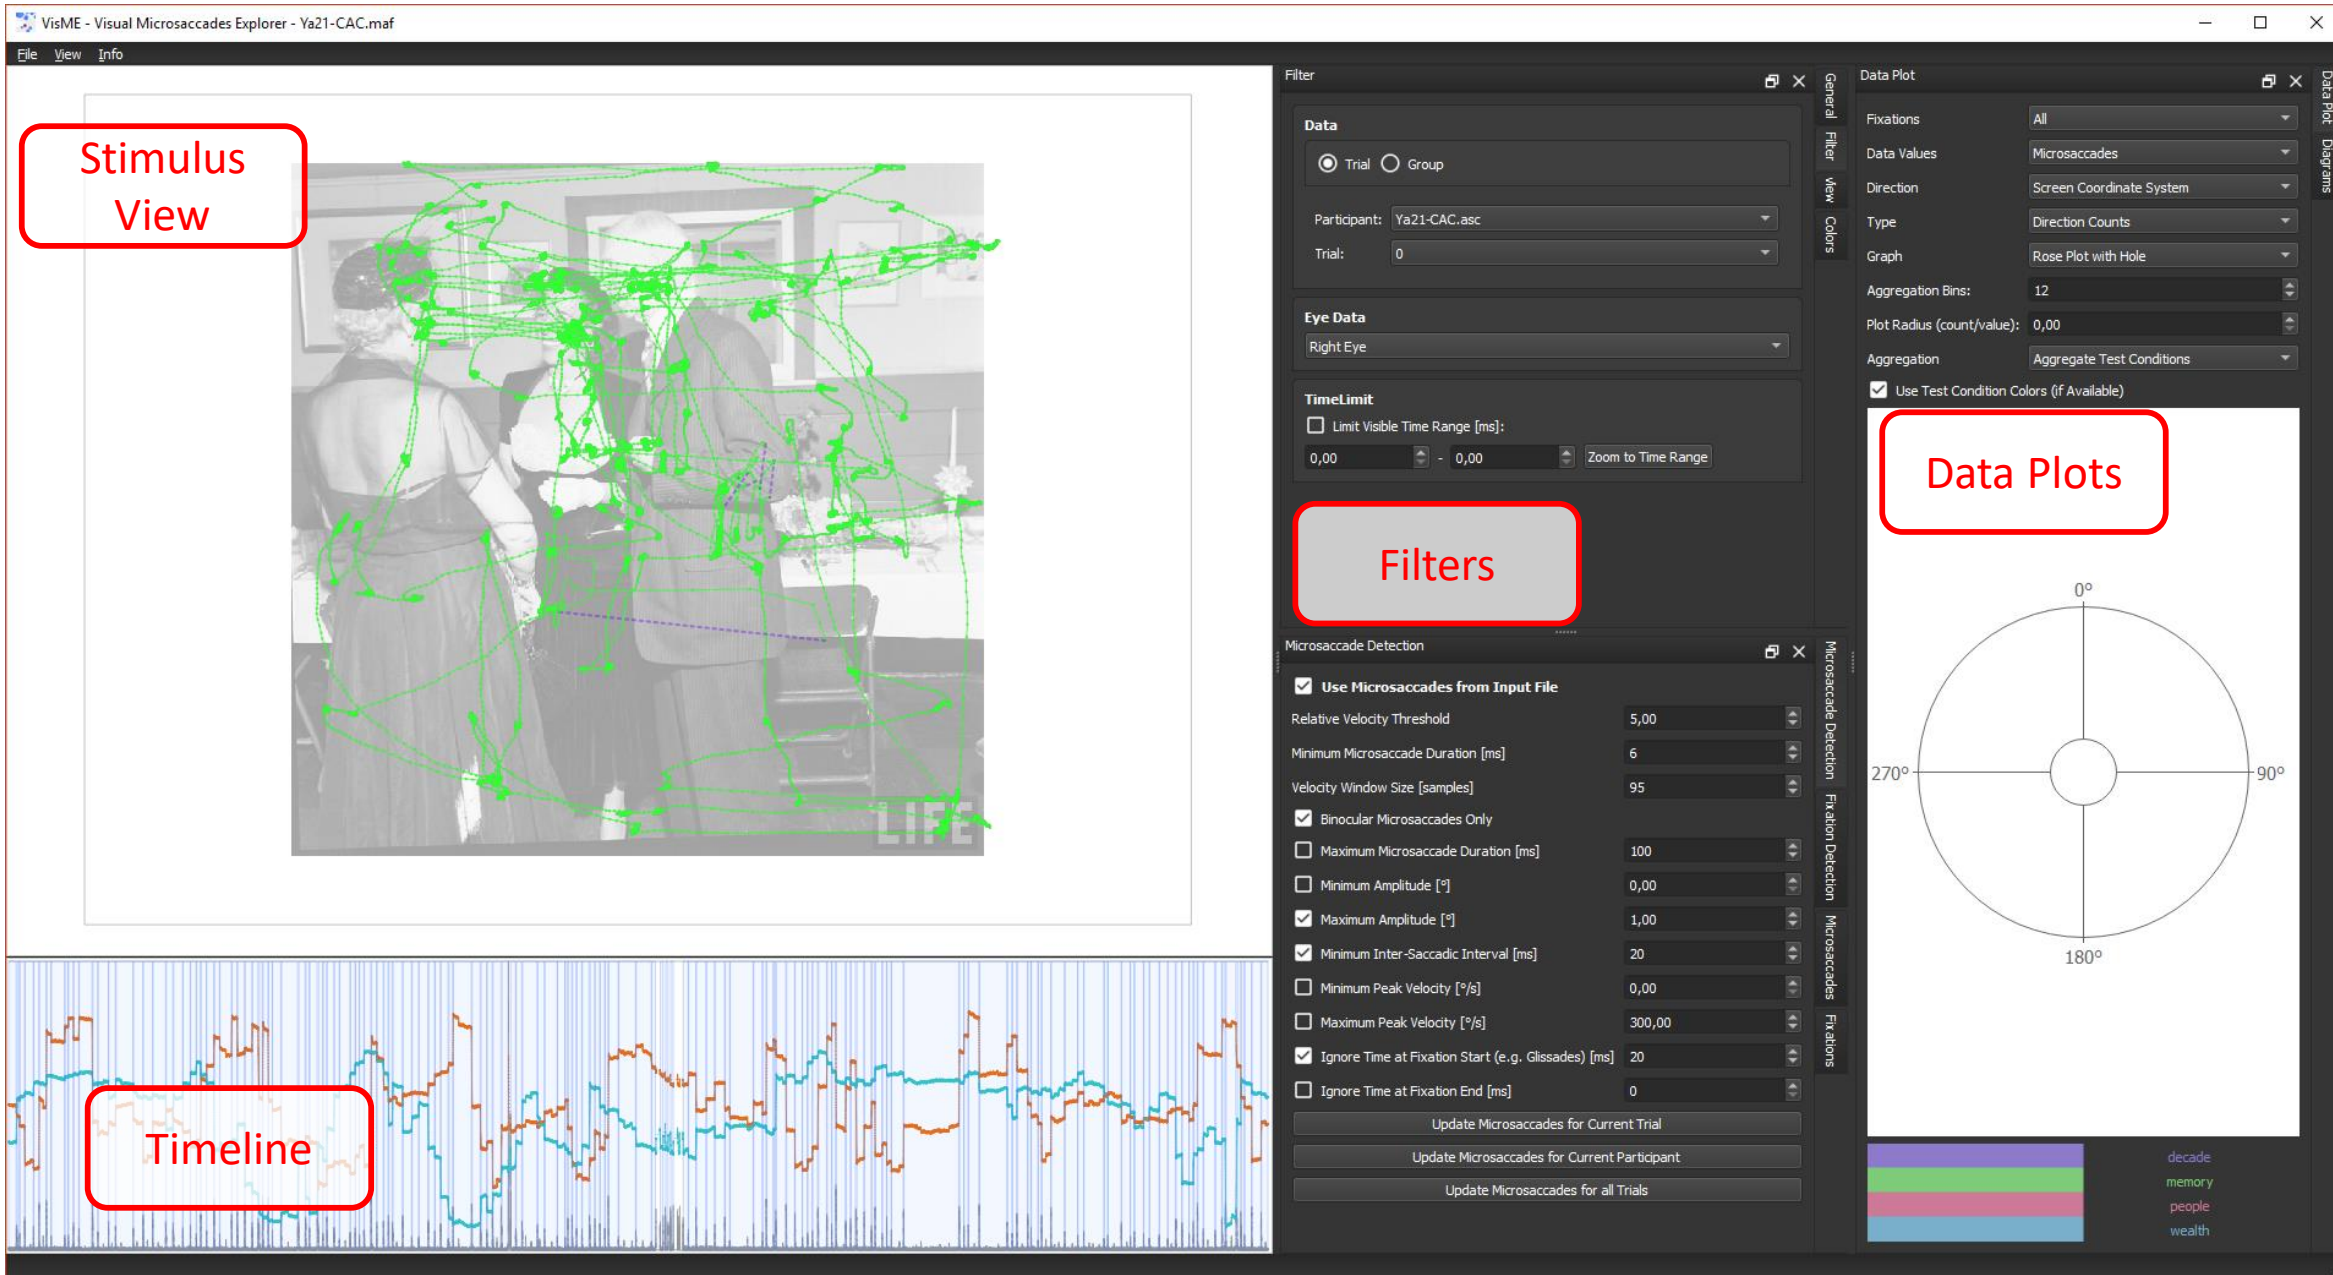 VisME - Visual Microsaccades Explorer - Ya21-CAC.maf
File View Info
Stimulus
View
LIFE
Timeline
Filter
Data
Trial Group
Participant: Ya21-CAC.asc
Trial: 0
Eye Data
Right Eye
TimeLimit
Limit Visible Time Range [ms]:
0,00 - 0,00 Zoom to Time Range
Filters
General
Filter
View
Colors
Microsaccade Detection
Use Microsaccades from Input File
Relative Velocity Threshold 5,00
Minimum Microsaccade Duration [ms] 6
Velocity Window Size [samples] 95
Binocular Microsaccades Only
Maximum Microsaccade Duration [ms] 100
Minimum Amplitude [°] 0,00
Maximum Amplitude [°] 1,00
Minimum Inter-Saccadic Interval [ms] 20
Minimum Peak Velocity [°/s] 0,00
Maximum Peak Velocity [°/s] 300,00
Ignore Time at Fixation Start (e.g. Glissades) [ms] 20
Ignore Time at Fixation End [ms] 0
Update Microsaccades for Current Trial
Update Microsaccades for Current Participant
Update Microsaccades for all Trials
Microsaccade Detection
Fixation Detection
Microsaccades
Fixations
Data Plot
Fixations All
Data Values Microsaccades
Direction Screen Coordinate System
Type Direction Counts
Graph Rose Plot with Hole
Aggregation Bins: 12
Plot Radius (count/value): 0,00
Aggregation Aggregate Test Conditions
Use Test Condition Colors (if Available)
Data Plots
0°
270° 90°
180°
decade
memory
people
wealth
Data Plot
Diagrams